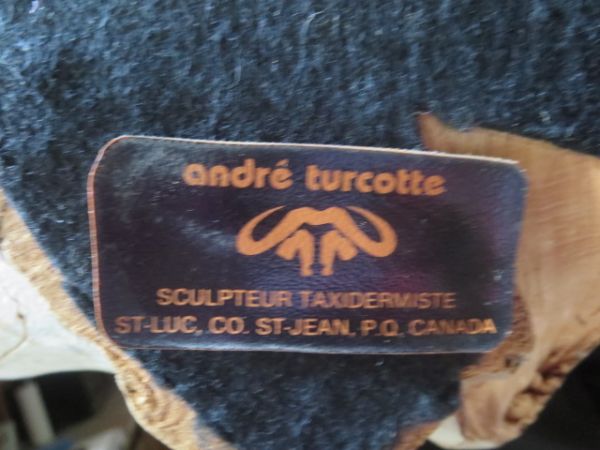 andré turcotte
SCULPTEUR TAXIDERMISTE
ST-LUC, CO. ST-JEAN, P.Q. CANADA